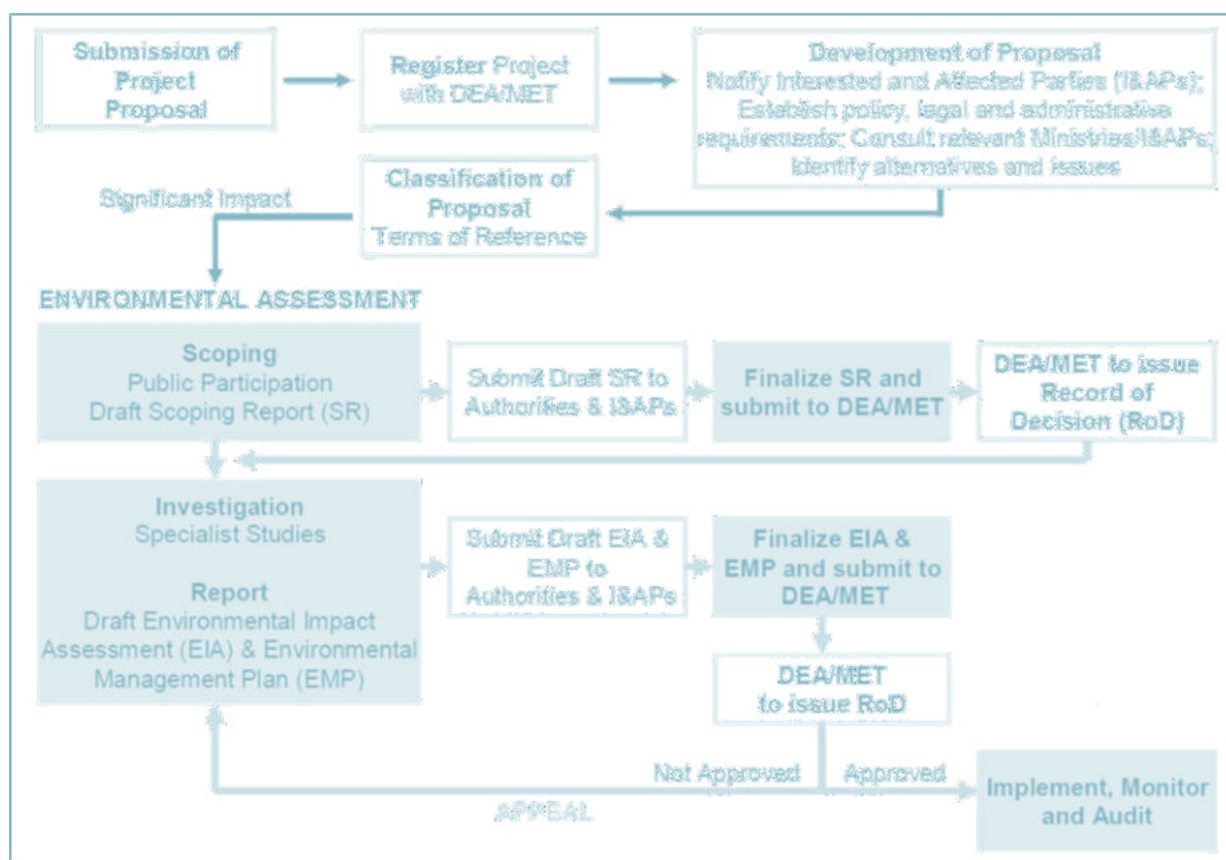 Submission of
Project
Proposal
Register Project
with DEA/MET
Development of Proposal
Notify Interested and Affected Parties (I&APs);
Establish policy, legal and administrative
requirements; Consult relevant Ministries/I&APs;
Identify alternatives and issues
Significant Impact
Classification of
Proposal
Terms of Reference
ENVIRONMENTAL ASSESSMENT
Scoping
Public Participation
Draft Scoping Report (SR)
Submit Draft SR to
Authorities & I&APs
Finalize SR and
submit to DEA/MET
DEA/MET to issue
Record of
Decision (RoD)
Investigation
Specialist Studies
Report
Draft Environmental Impact
Assessment (EIA) & Environmental
Management Plan (EMP)
Submit Draft EIA &
EMP to
Authorities & I&APs
Finalize EIA &
EMP and submit to
DEA/MET
DEA/MET
to issue RoD
Not Approved
Approved
APPEAL
Implement, Monitor
and Audit